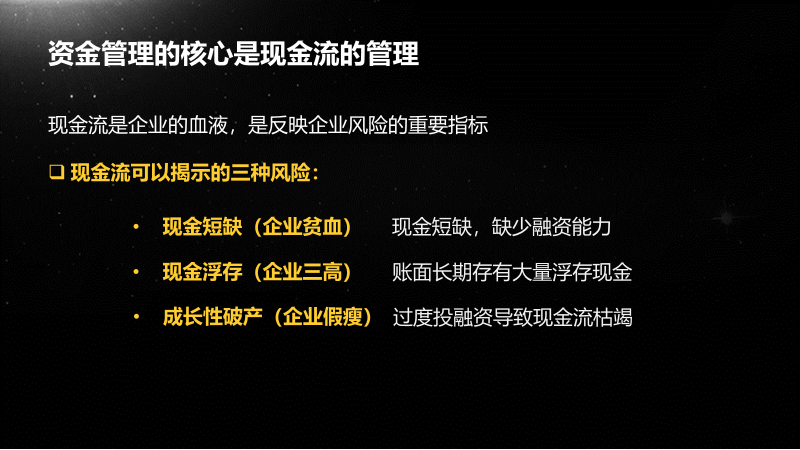 资金管理的核心是现金流的管理
现金流是企业的血液，是反映企业风险的重要指标
❑ 现金流可以揭示的三种风险：
• 现金短缺（企业贫血） 现金短缺，缺少融资能力
• 现金浮存（企业三高） 账面长期存有大量浮存现金
• 成长性破产（企业假瘦） 过度投融资导致现金流枯竭